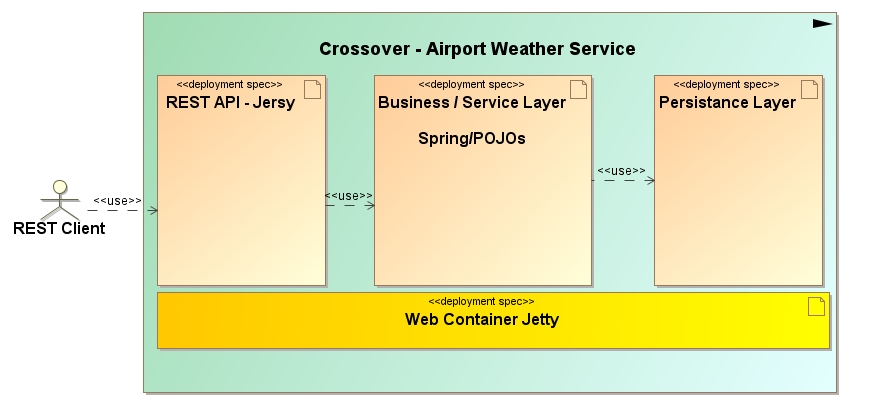 Crossover - Airport Weather Service
<<deployment spec>>
REST API - Jersy
<<deployment spec>>
Business / Service Layer
Spring/POJOs
<<deployment spec>>
Persistance Layer
<<use>>
<<use>>
<<use>>
REST Client
<<deployment spec>>
Web Container Jetty